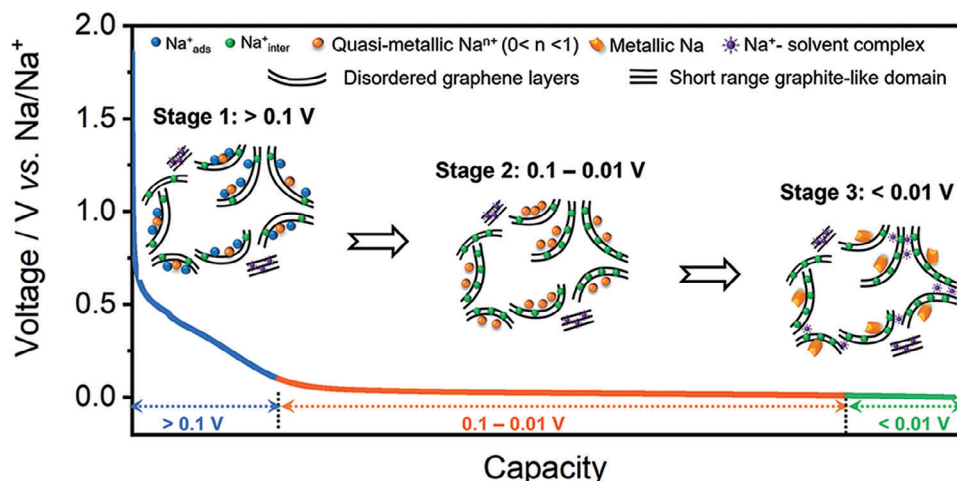 2.0
1.5
1.0
0.5
0.0
Voltage / V vs. Na/Na⁺
Na⁺ads Na⁺inter Quasi-metallic Naⁿ⁺ (0< n <1) Metallic Na Na⁺- solvent complex
Disordered graphene layers Short range graphite-like domain
Stage 1: > 0.1 V
Stage 2: 0.1 – 0.01 V
Stage 3: < 0.01 V
> 0.1 V 0.1 – 0.01 V < 0.01 V
Capacity